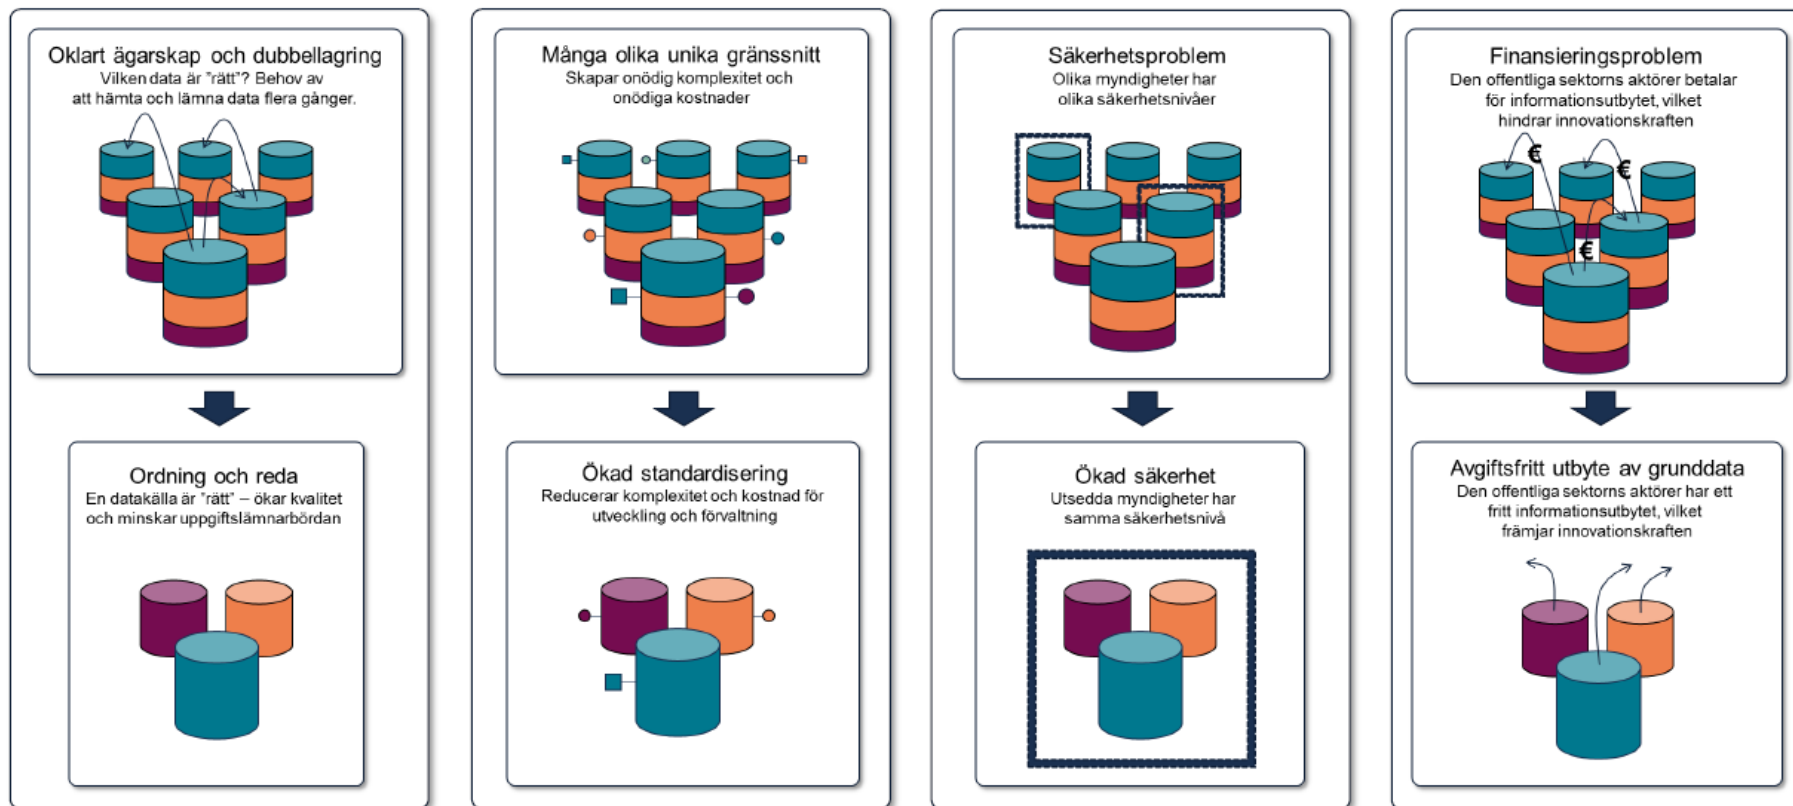 Oklart ägarskap och dubbellagring
Vilken data är "rätt"? Behov av
att hämta och lämna data flera gånger.
Ordning och reda
En datakälla är "rätt" – ökar kvalitet
och minskar uppgiftslämnarbördan
Många olika unika gränssnitt
Skapar onödig komplexitet och
onödiga kostnader
Ökad standardisering
Reducerar komplexitet och kostnad för
utveckling och förvaltning
Säkerhetsproblem
Olika myndigheter har
olika säkerhetsnivåer
Ökad säkerhet
Utsedda myndigheter har
samma säkerhetsnivå
Finansieringsproblem
Den offentliga sektorns aktörer betalar
för informationsutbytet, vilket
hindrar innovationskraften
€
€
€
Avgiftsfritt utbyte av grunddata
Den offentliga sektorns aktörer har ett
fritt informationsutbytet, vilket
främjar innovationskraften